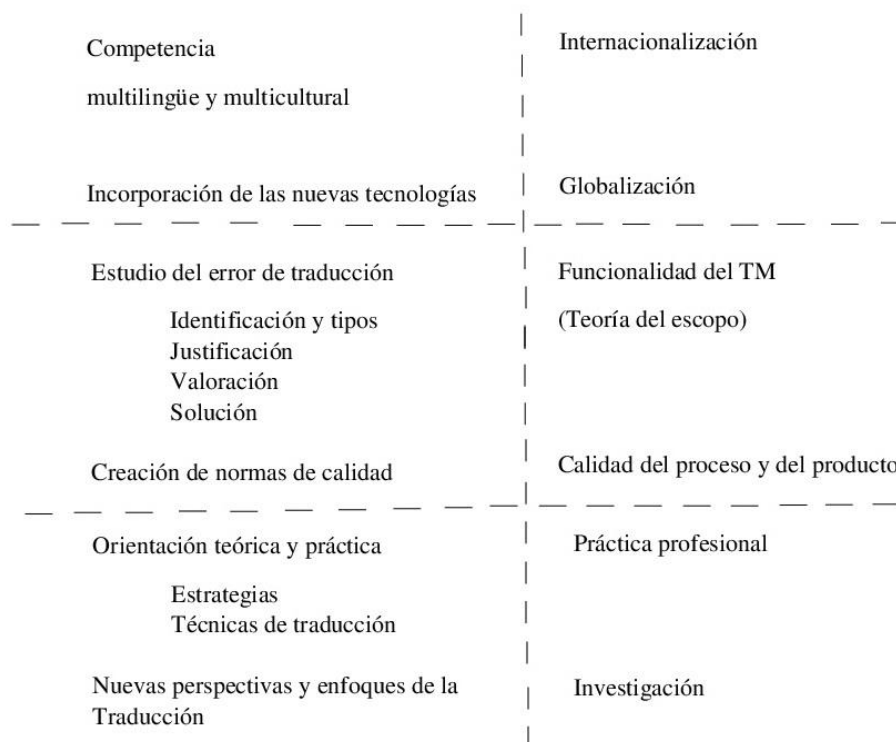 Competencia
multilingüe y multicultural
Incorporación de las nuevas tecnologías
Internacionalización
Globalización
Estudio del error de traducción
Identificación y tipos
Justificación
Valoración
Solución
Creación de normas de calidad
Funcionalidad del TM
(Teoría del escopo)
Calidad del proceso y del producto
Orientación teórica y práctica
Estrategias
Técnicas de traducción
Nuevas perspectivas y enfoques de la
Traducción
Práctica profesional
Investigación